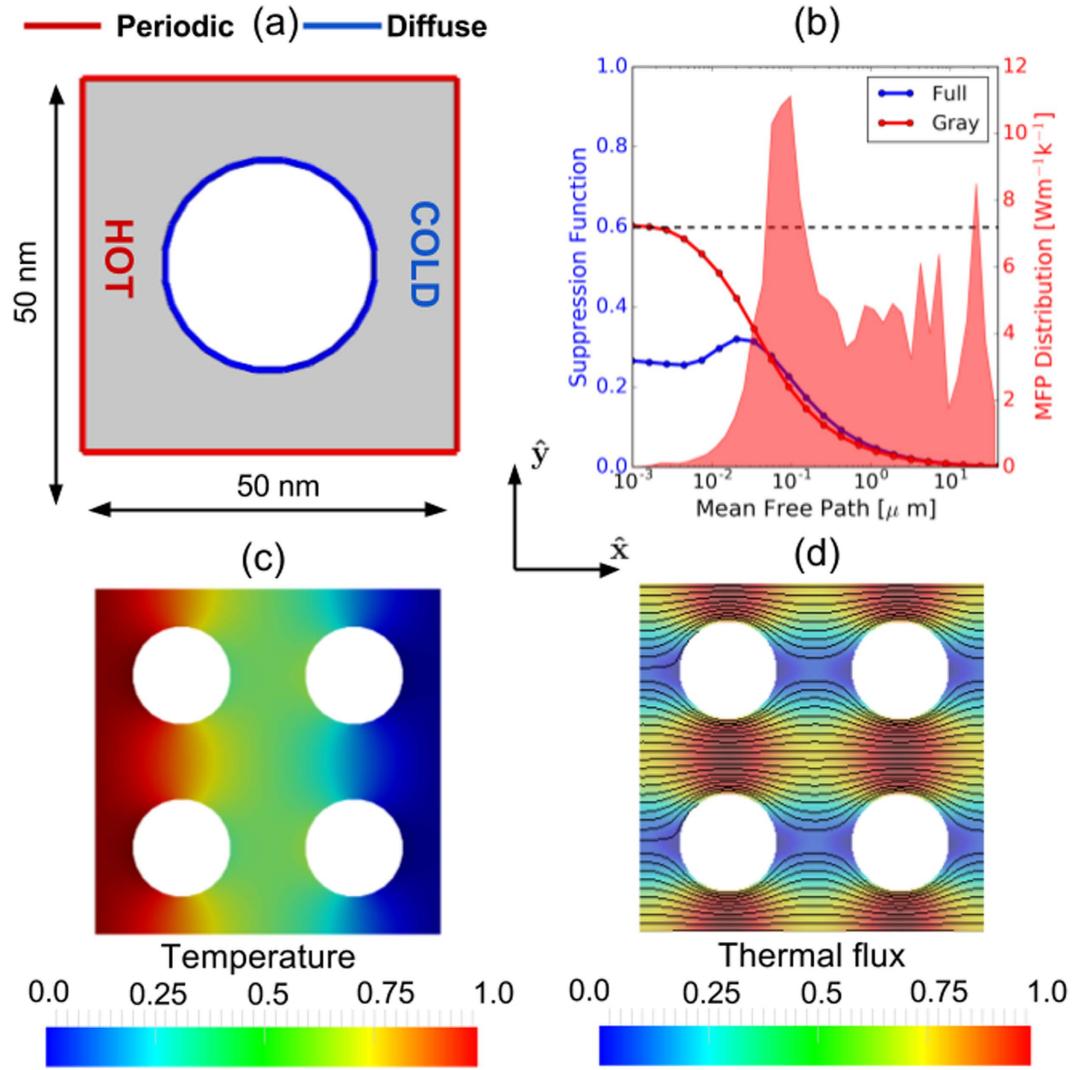 Periodic (a) Diffuse
HOT
COLD
50 nm
50 nm
(b)
1.0
0.8
0.6
0.4
0.2
0.0
Suppression Function
Full
Gray
12
10
8
6
4
2
0
MFP Distribution [Wm⁻¹k⁻¹]
10⁻³ 10⁻² 10⁻¹ 10⁰ 10¹
Mean Free Path [μ m]
ŷ
x̂
(c)
Temperature
0.0 0.25 0.5 0.75 1.0
(d)
Thermal flux
0.0 0.25 0.5 0.75 1.0